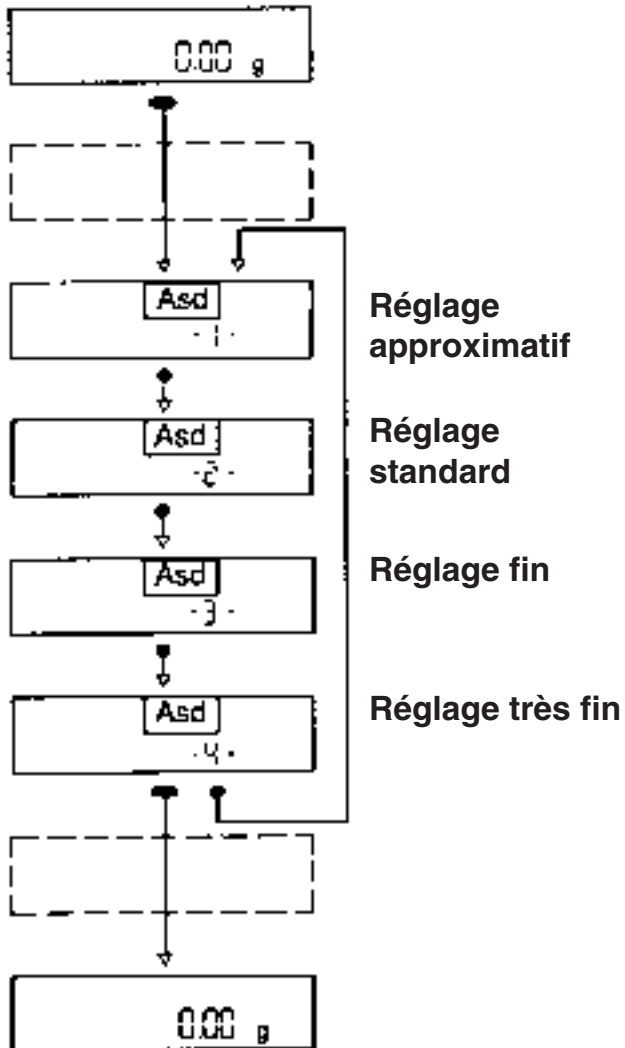 0.00 g
Asd
-1-
Réglage
approximatif
Asd
-2-
Réglage
standard
Asd
-3-
Réglage fin
Asd
-4-
Réglage très fin
0.00 g